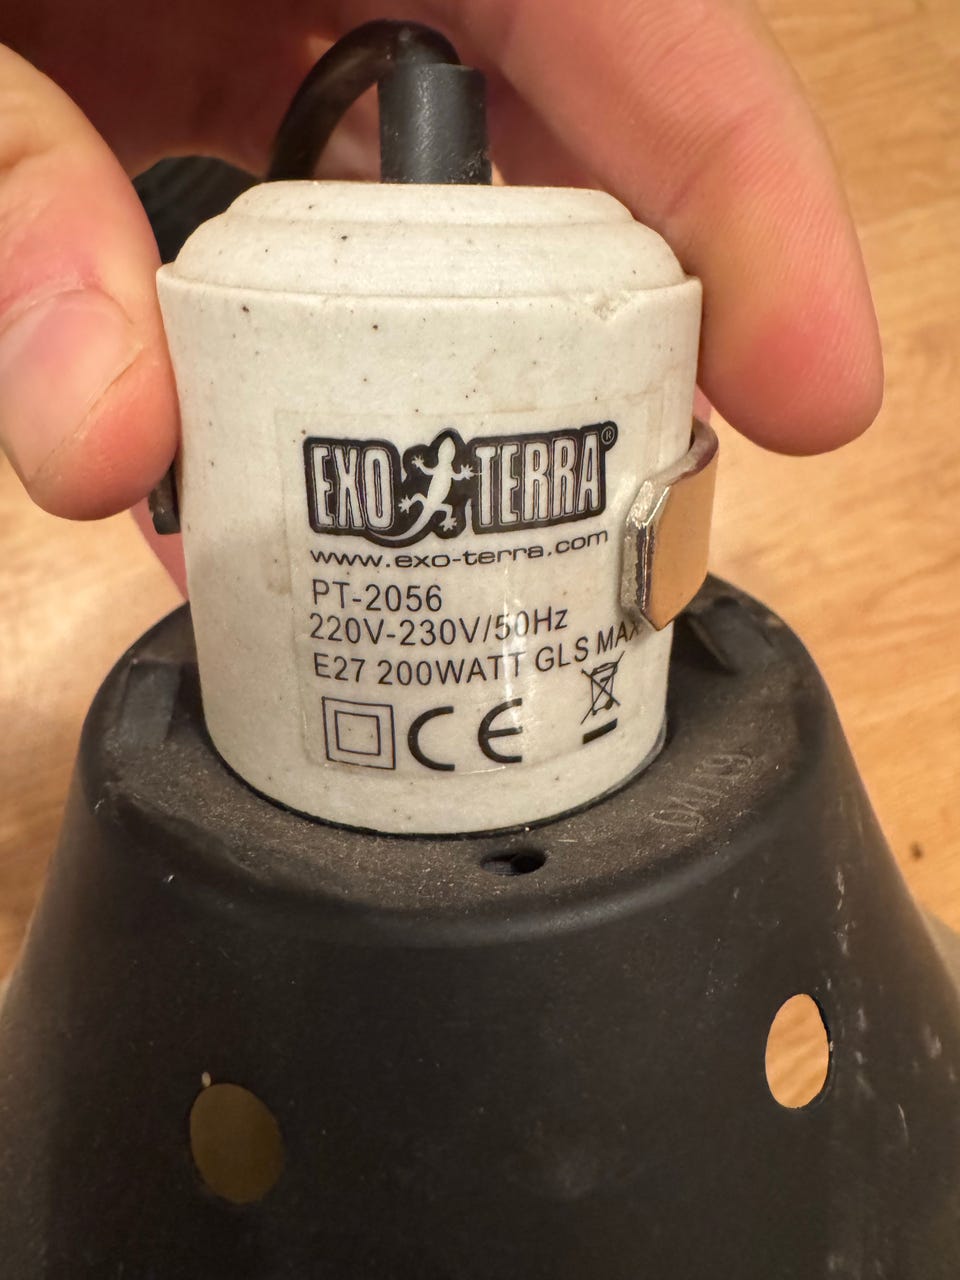 EXO TERRA®
www.exo-terra.com
PT-2056
220V-230V/50Hz
E27 200WATT GLS MAX
CE